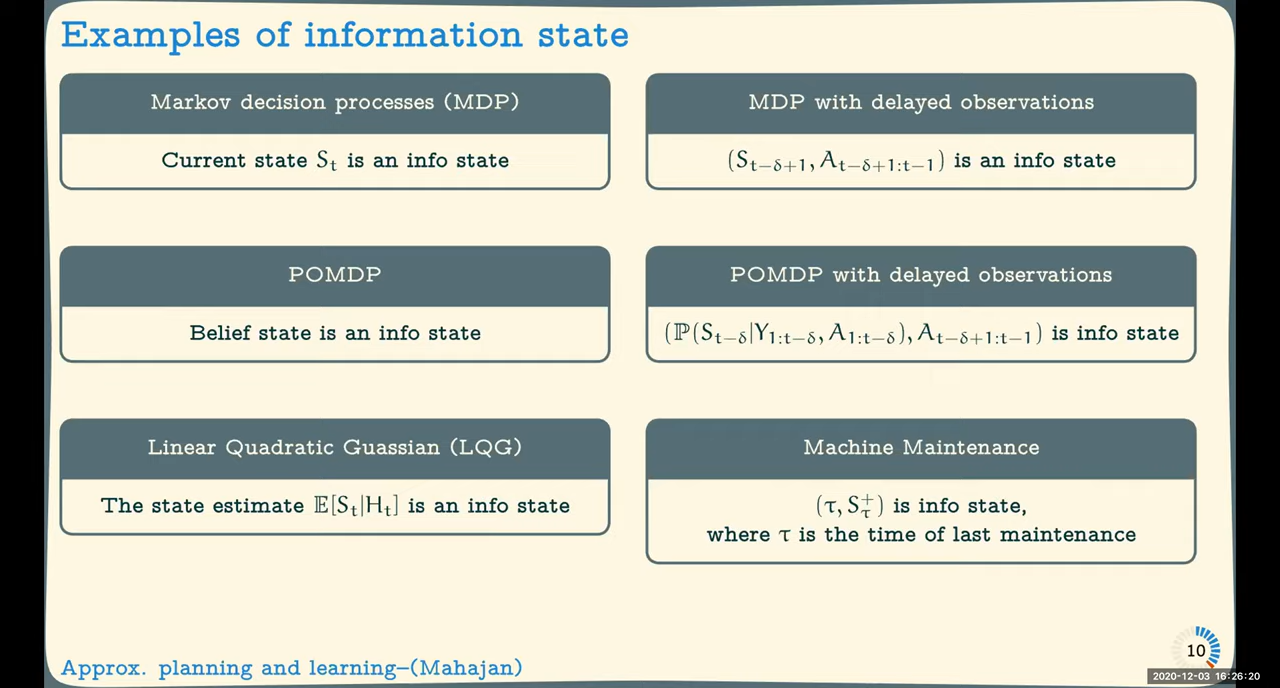 Examples of information state
Markov decision processes (MDP)
Current state Sₜ is an info state
MDP with delayed observations
(Sₜ₋δ₊₁, Aₜ₋δ₊₁:ₜ₋₁) is an info state
POMDP
Belief state is an info state
POMDP with delayed observations
(ℙ(Sₜ₋δ|Y₁:ₜ₋δ, A₁:ₜ₋δ), Aₜ₋δ₊₁:ₜ₋₁) is info state
Linear Quadratic Guassian (LQG)
The state estimate 𝔼[Sₜ|Hₜ] is an info state
Machine Maintenance
(τ, S⁺τ) is info state,
where τ is the time of last maintenance
Approx. planning and learning–(Mahajan)
10
2020-12-03 16:26:20